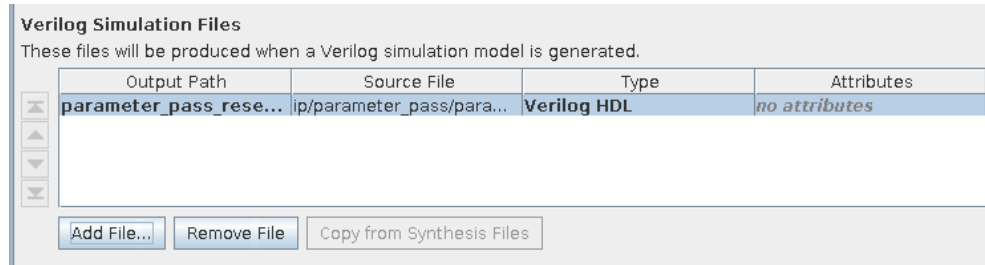 Verilog Simulation Files
These files will be produced when a Verilog simulation model is generated.
Output Path Source File Type Attributes
parameter_pass_rese... ip/parameter_pass/para... Verilog HDL no attributes
Add File... Remove File Copy from Synthesis Files